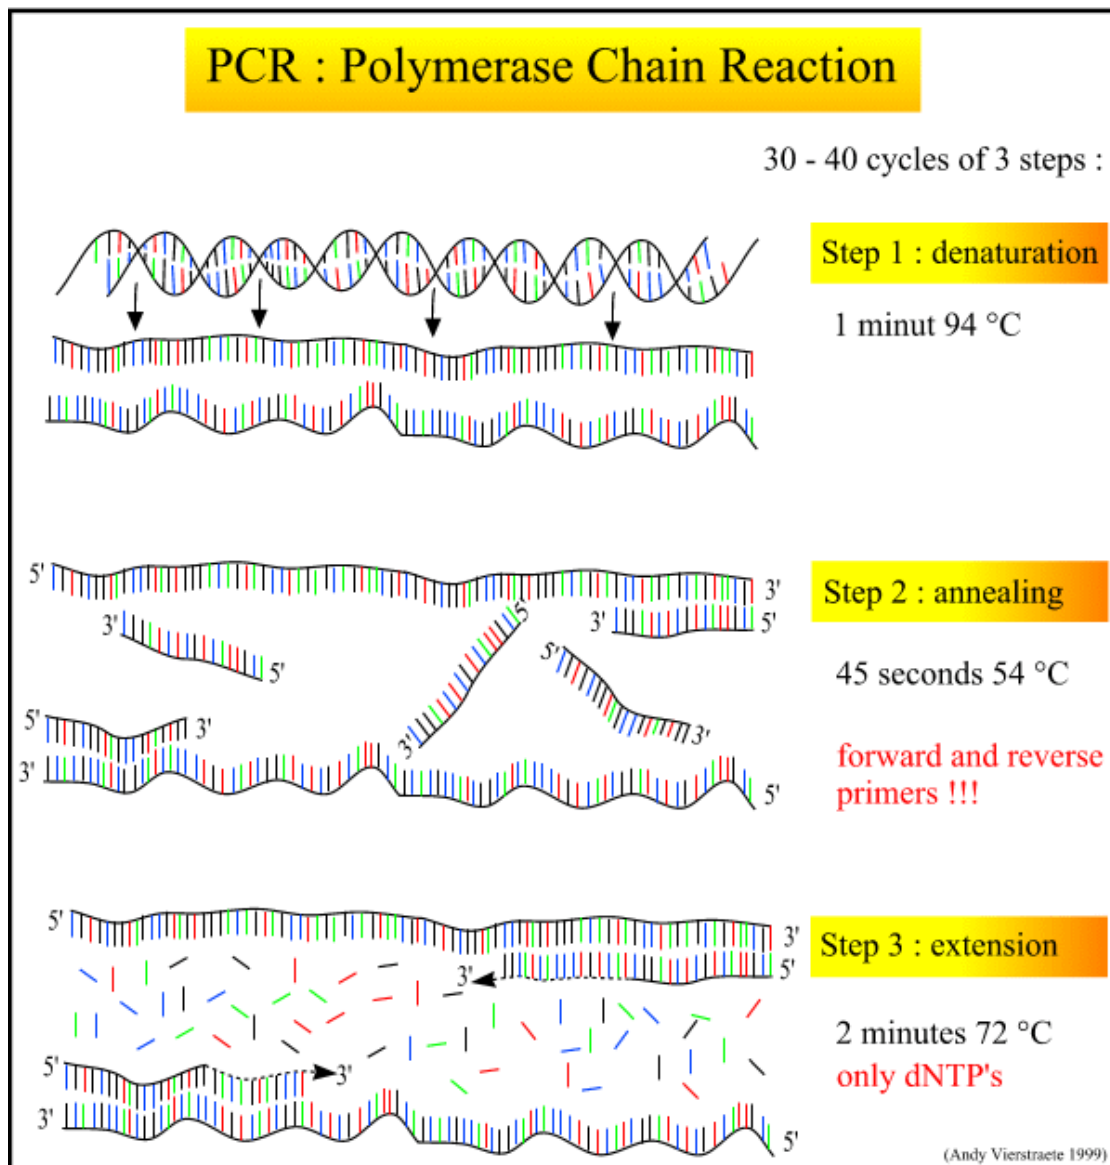 PCR : Polymerase Chain Reaction
30 - 40 cycles of 3 steps :
Step 1 : denaturation
1 minut 94 °C
5'
3'
Step 2 : annealing
3'
5'
5'
3'
5'
5'
45 seconds 54 °C
5'
3'
3'
3'
3'
forward and reverse
primers !!!
5'
5'
3'
Step 3 : extension
3'
5'
2 minutes 72 °C
5'
3'
only dNTP's
3'
5'
(Andy Vierstraete 1999)